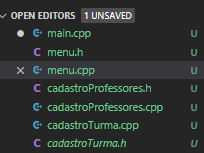 OPEN EDITORS 1 UNSAVED
main.cpp U
C menu.h U
menu.cpp U
C cadastroProfessores.h U
cadastroProfessores.cpp U
cadastroTurma.cpp U
C cadastroTurma.h U